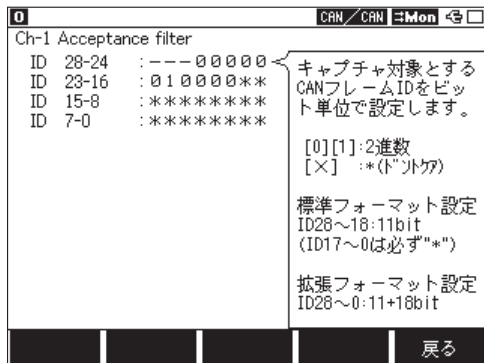 0 CAN/CAN ⇄Mon
Ch-1 Acceptance filter
ID 28-24 :---00000
ID 23-16 :010000**
ID 15-8 :********
ID 7-0 :********
キャプチャ対象とする
CANフレームIDをビッ
ト単位で設定します。
[0][1]:2進数
[×] :*(ﾄﾞﾝﾄｹｱ)
標準フォーマット設定
ID28～18:11bit
(ID17～0は必ず"*")
拡張フォーマット設定
ID28～0:11+18bit
戻る